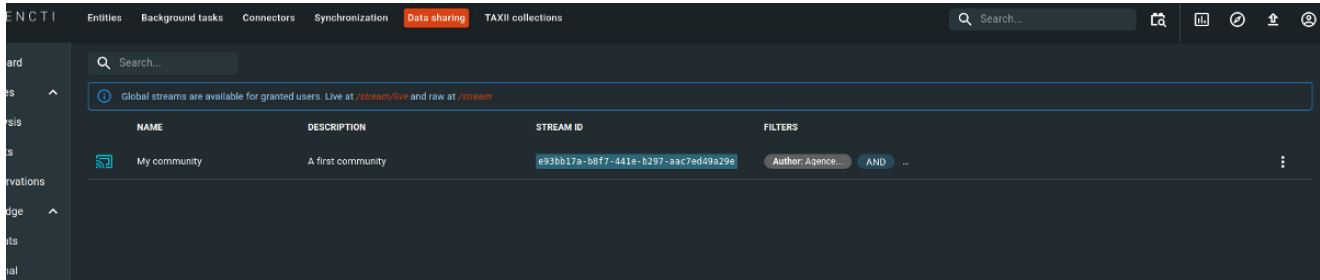 ENCTI Entities Background tasks Connectors Synchronization Data sharing TAXII collections Search...
ard Search...
es Global streams are available for granted users. Live at /stream/live and raw at /stream
ysis NAME DESCRIPTION STREAM ID FILTERS
ts My community A first community e93bb17a-b8f7-441e-b297-aac7ed49a29e Author: Agence... AND ...
rvations
dge
ats
nal